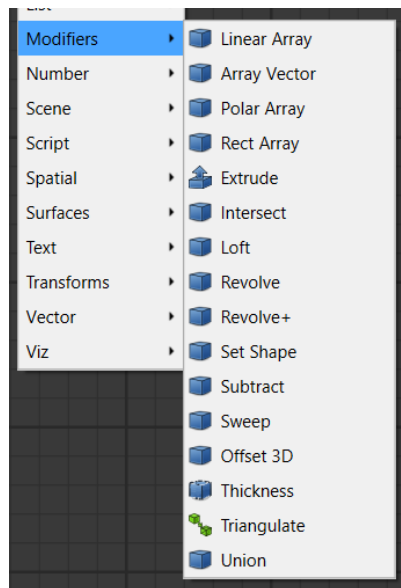 Modifiers
Number
Scene
Script
Spatial
Surfaces
Text
Transforms
Vector
Viz
Linear Array
Array Vector
Polar Array
Rect Array
Extrude
Intersect
Loft
Revolve
Revolve+
Set Shape
Subtract
Sweep
Offset 3D
Thickness
Triangulate
Union